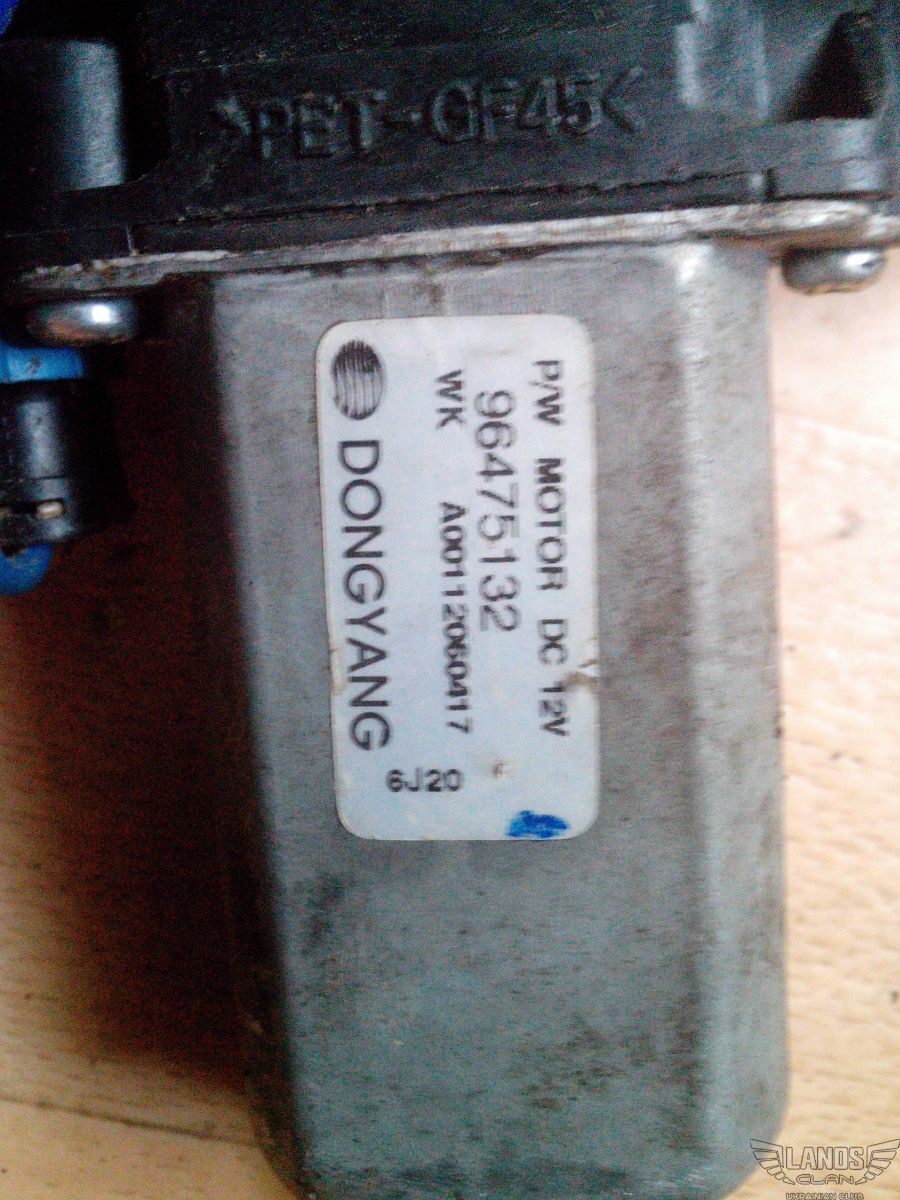 >PET-GF45<
P/W MOTOR DC 12V
96475132
WK A00112060417
DONGYANG
6J20
LANOS
CLAN
UKRAINIAN CLUB